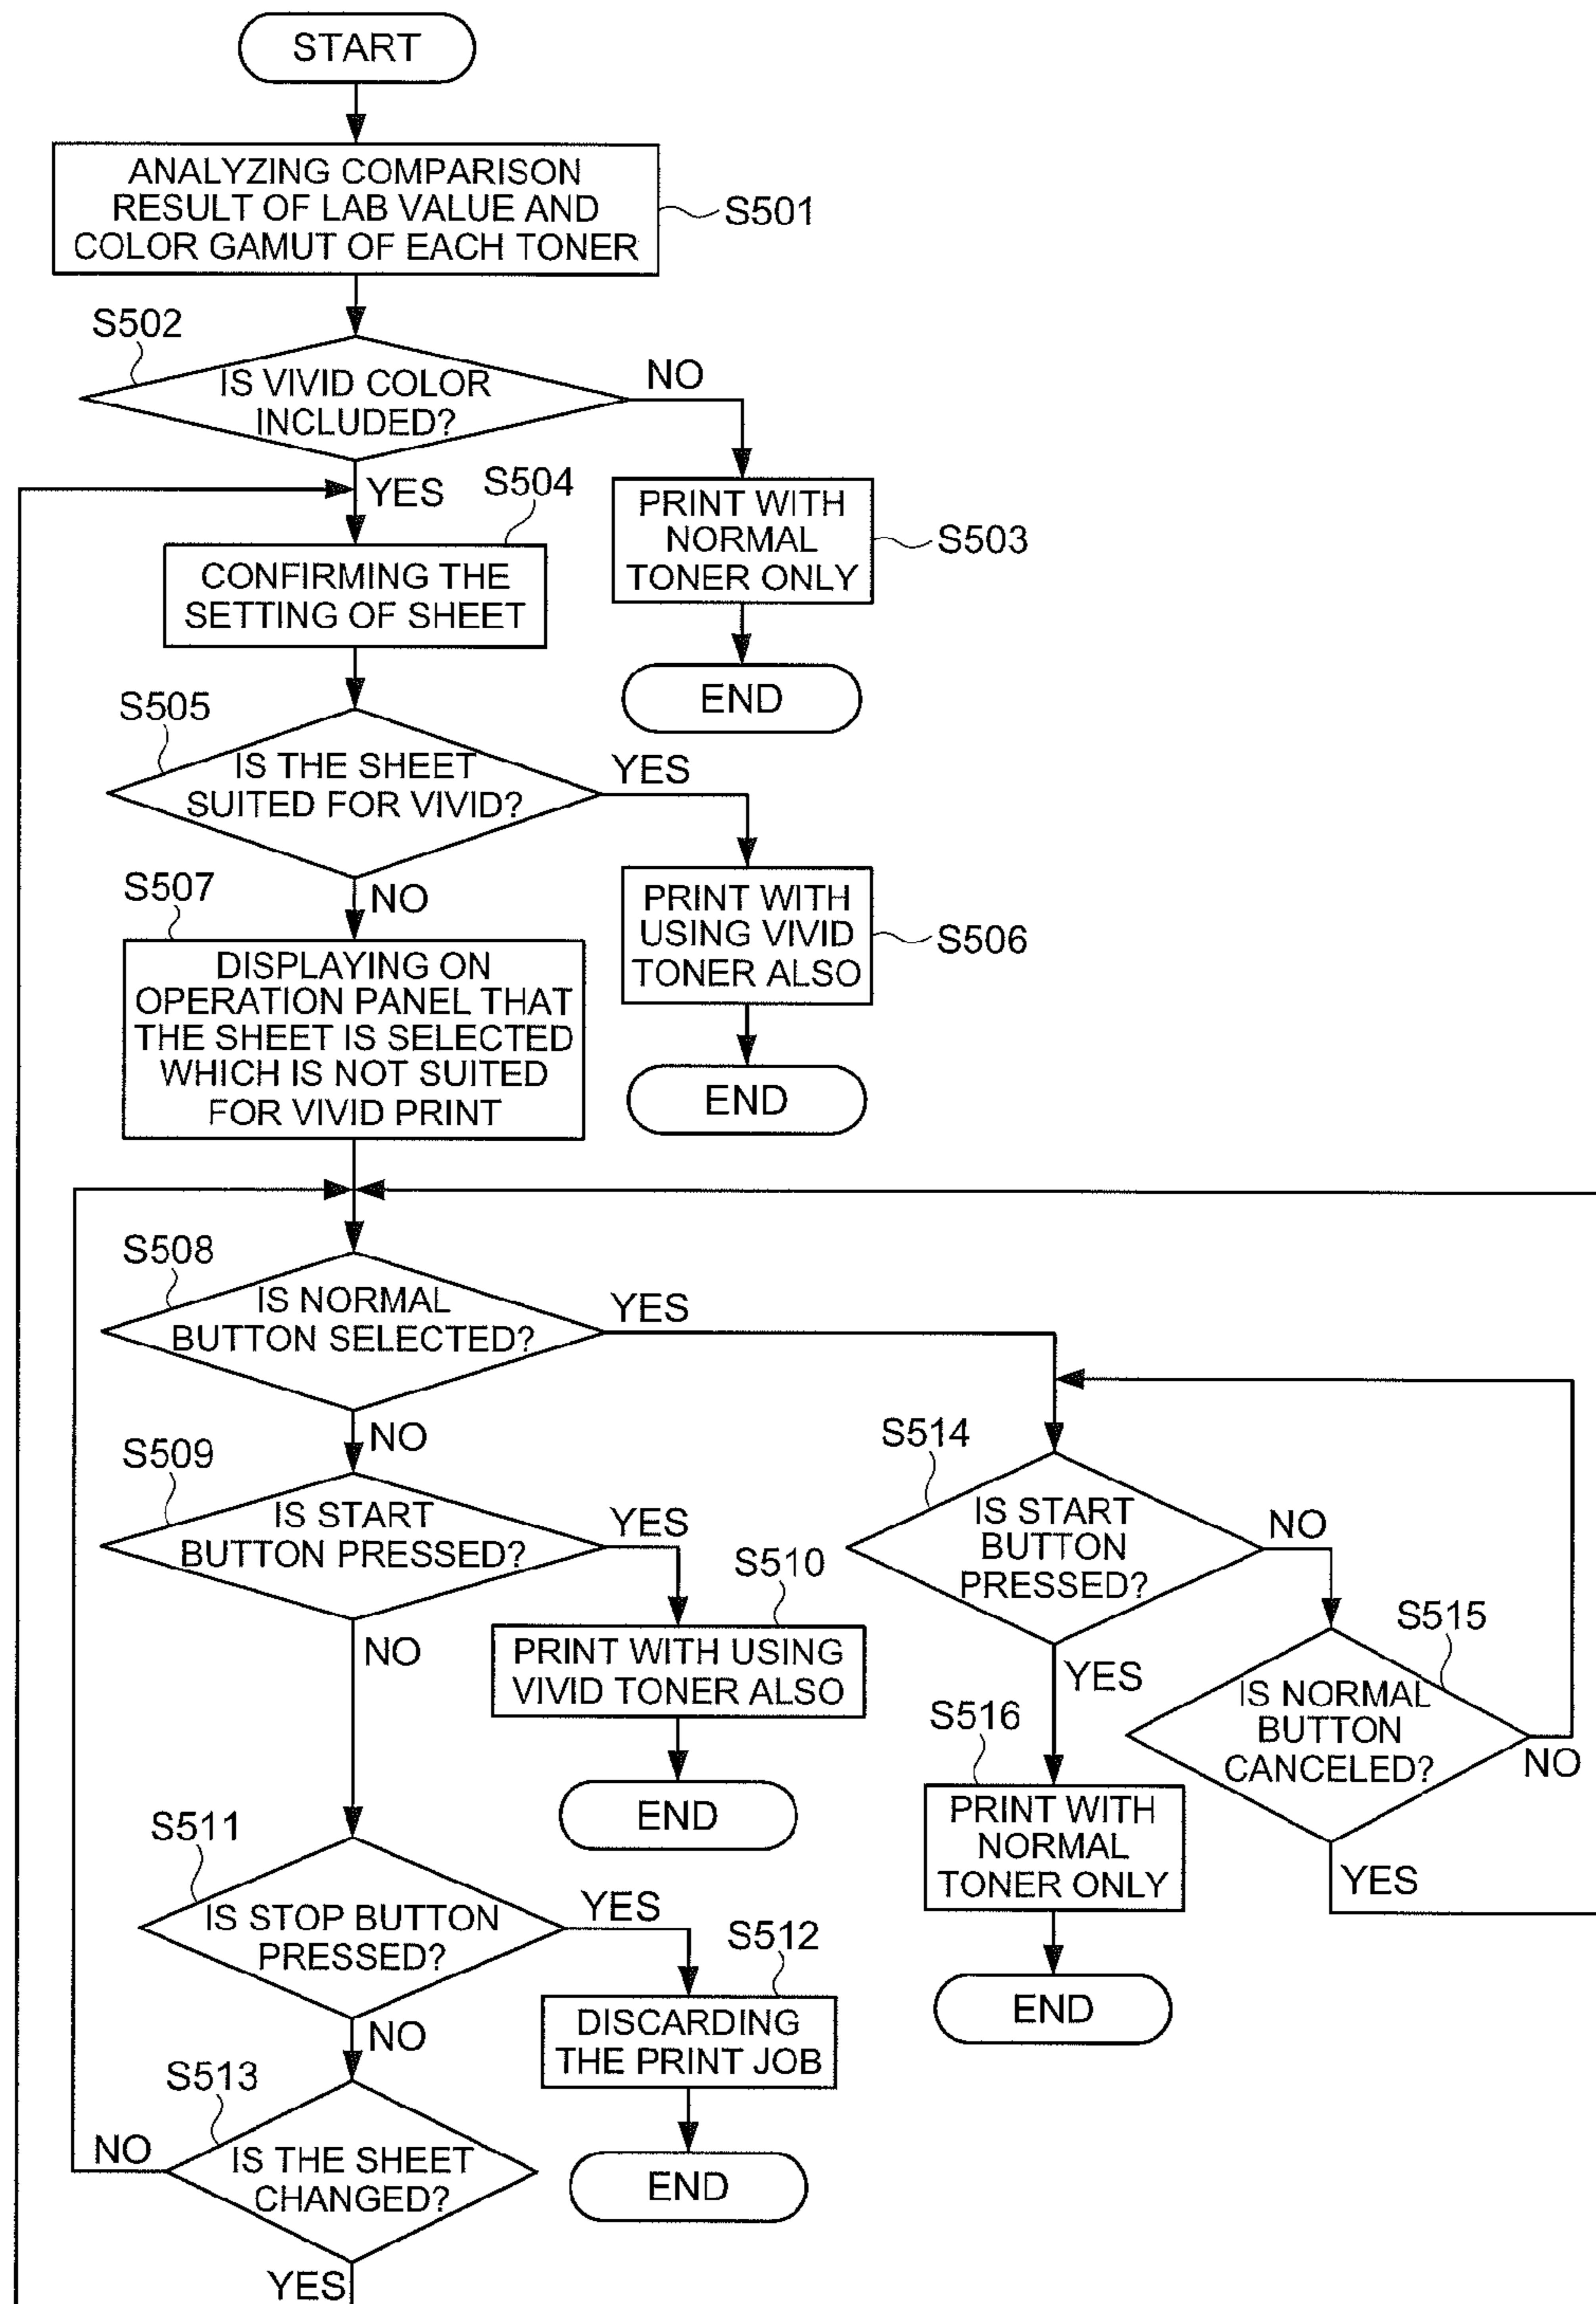 START
ANALYZING COMPARISON
RESULT OF LAB VALUE AND
COLOR GAMUT OF EACH TONER
S501
S502
IS VIVID COLOR
INCLUDED?
NO
YES
PRINT WITH
NORMAL
TONER ONLY
S503
END
S504
CONFIRMING THE
SETTING OF SHEET
S505
IS THE SHEET
SUITED FOR VIVID?
YES
NO
PRINT WITH
USING VIVID
TONER ALSO
S506
END
S507
DISPLAYING ON
OPERATION PANEL THAT
THE SHEET IS SELECTED
WHICH IS NOT SUITED
FOR VIVID PRINT
S508
IS NORMAL
BUTTON SELECTED?
YES
NO
S509
IS START
BUTTON PRESSED?
YES
NO
S510
PRINT WITH USING
VIVID TONER ALSO
END
S511
IS STOP BUTTON
PRESSED?
YES
NO
S512
DISCARDING
THE PRINT JOB
END
S513
IS THE SHEET
CHANGED?
NO
YES
S514
IS START
BUTTON
PRESSED?
NO
YES
S515
IS NORMAL
BUTTON
CANCELED?
NO
YES
S516
PRINT WITH
NORMAL
TONER ONLY
END